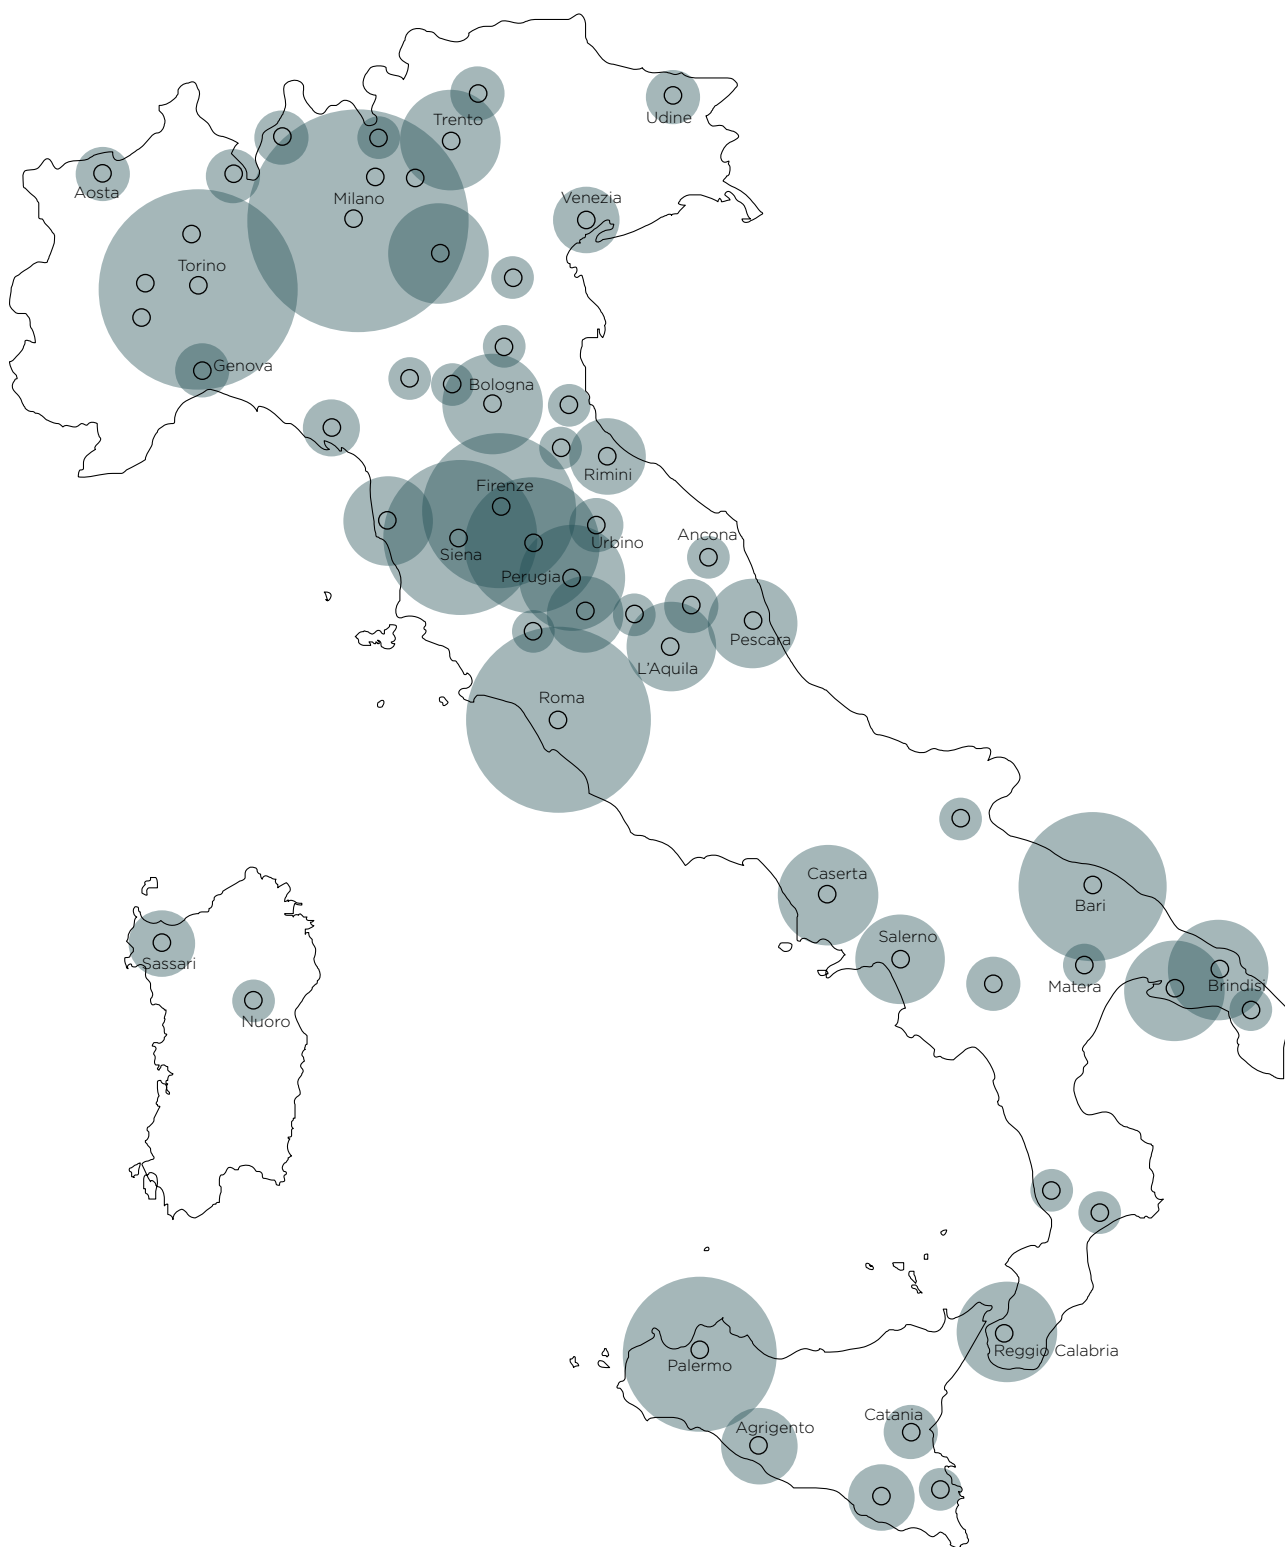 Udine
Trento
Aosta
Milano
Venezia
Torino
Genova
Bologna
Rimini
Firenze
Ancona
Urbino
Siena
Perugia
Pescara
L'Aquila
Roma
Caserta
Bari
Salerno
Sassari
Matera
Brindisi
Nuoro
Reggio Calabria
Palermo
Catania
Agrigento